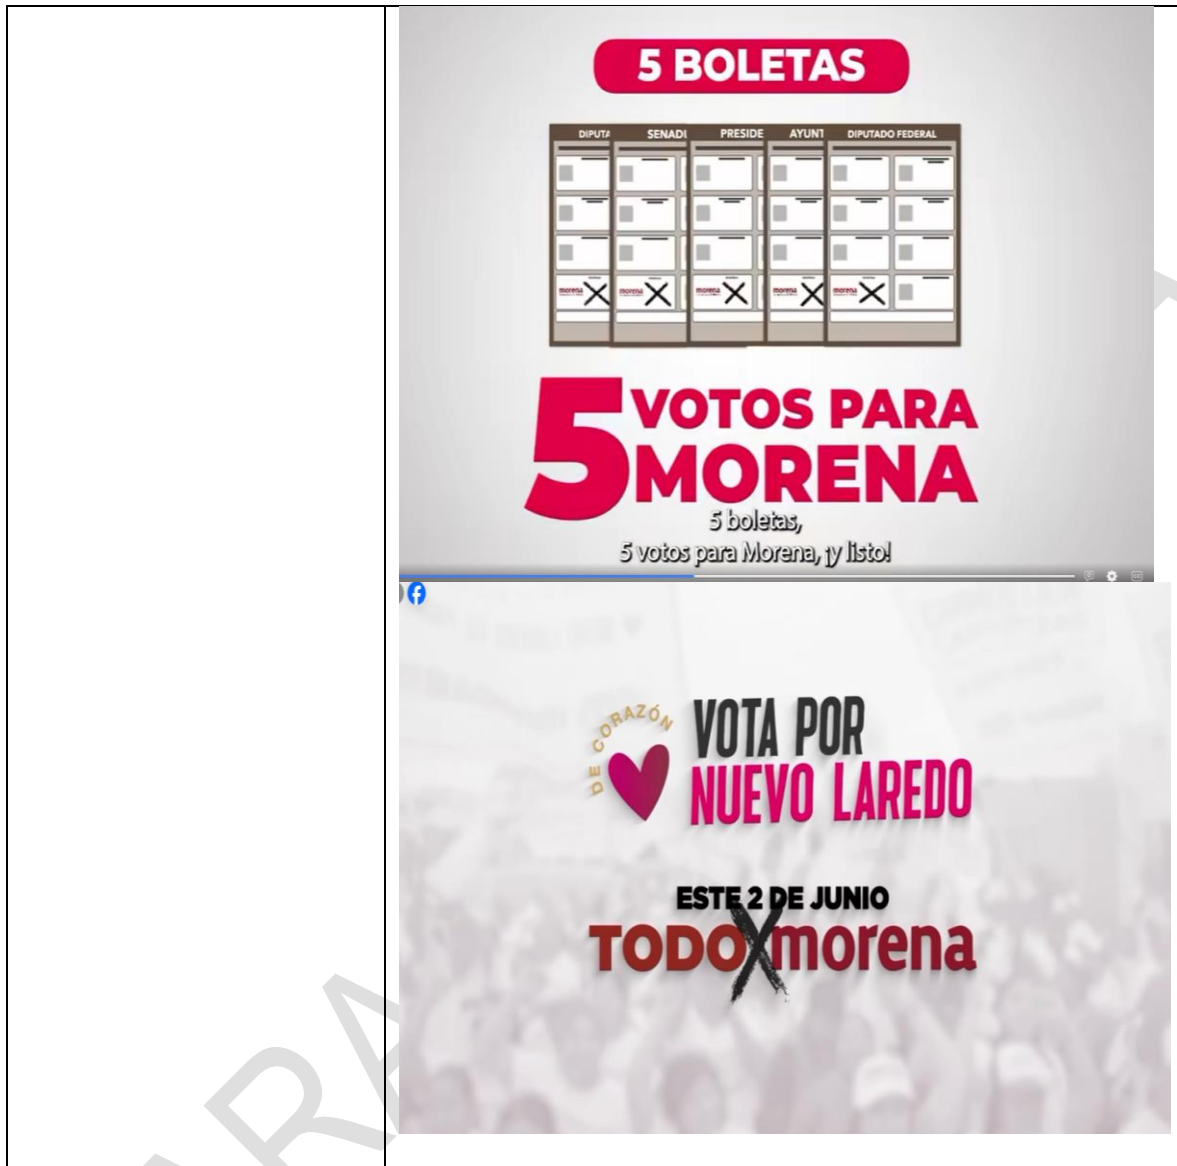 5 BOLETAS
DIPUTA SENADI PRESIDE AYUNT DIPUTADO FEDERAL
morena morena morena morena morena
5 VOTOS PARA
MORENA
5 boletas,
5 votos para Morena, ¡y listo!
DE CORAZÓN
VOTA POR
NUEVO LAREDO
ESTE 2 DE JUNIO
TODO X morena
RA